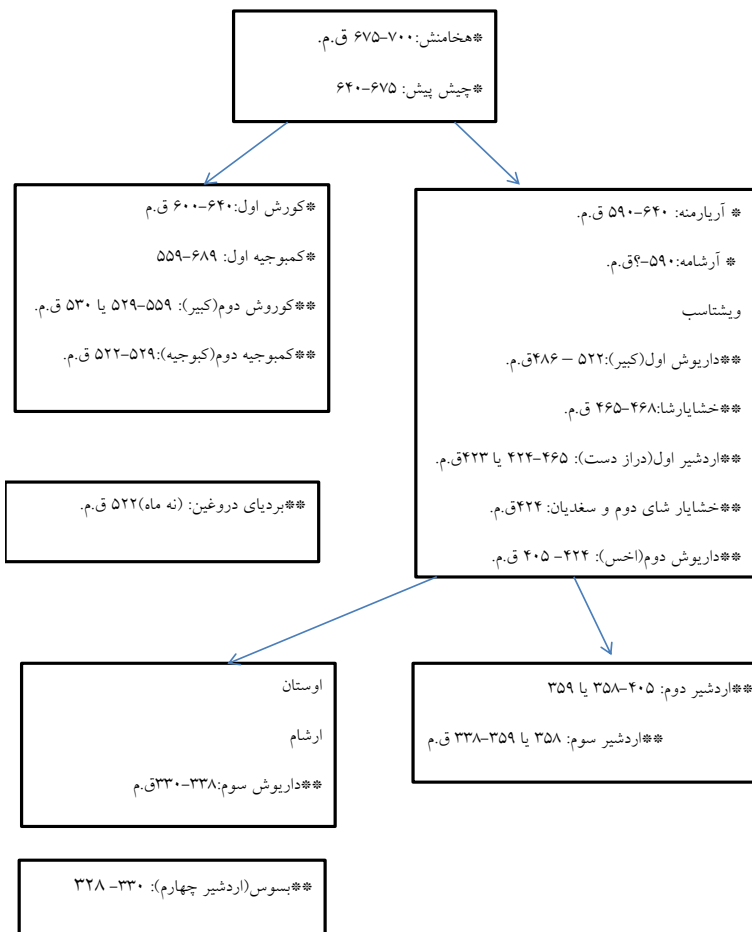 *هخامنش:۷۰۰-۶۷۵ ق.م.
*چیش پیش: ۶۷۵-۶۴۰
*کورش اول:۶۴۰-۶۰۰ ق.م
*کمبوجیه اول: ۶۸۹-۵۵۹
**کوروش دوم(کبیر): ۵۵۹-۵۲۹ یا ۵۳۰ ق.م.
**کمبوجیه دوم(کبوجیه):۵۲۹-۵۲۲ ق.م.
* آریارمنه: ۶۴۰-۵۹۰ ق.م.
* آرشامه:۵۹۰-؟ق.م.
ویشتاسب
**داریوش اول(کبیر):۵۲۲ – ۴۸۶ق.م.
**خشایارشا:۴۶۸-۴۶۵ ق.م.
**اردشیر اول(دراز دست): ۴۶۵-۴۲۴ یا ۴۲۳ق.م.
**خشایار شای دوم و سغدیان: ۴۲۴ق.م.
**داریوش دوم(اخس): ۴۲۴- ۴۰۵ ق.م.
**بردیای دروغین: (نه ماه)۵۲۲ ق.م.
**اردشیر دوم: ۴۰۵-۳۵۸ یا ۳۵۹
**اردشیر سوم: ۳۵۸ یا ۳۵۹-۳۳۸ ق.م
اوستان
ارشام
**داریوش سوم:۳۳۸-۳۳۰ق.م
**بسوس(اردشیر چهارم): ۳۳۰- ۳۲۸